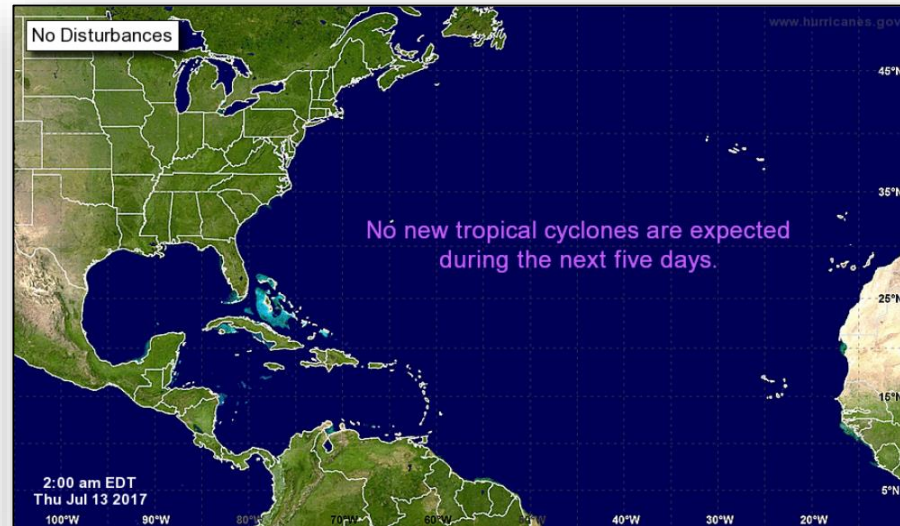 No Disturbances
www.hurricanes.gov
45°N
35°N
No new tropical cyclones are expected
during the next five days.
25°N
15°N
2:00 am EDT
Thu Jul 13 2017
5°N
100°W 90°W 80°W 70°W 60°W 40°W 30°W 20°W